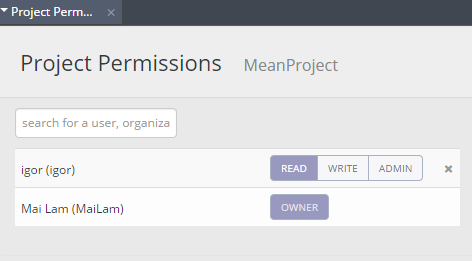 Project Perm...
Project Permissions MeanProject
search for a user, organiza
igor (igor) READ WRITE ADMIN
Mai Lam (MaiLam) OWNER